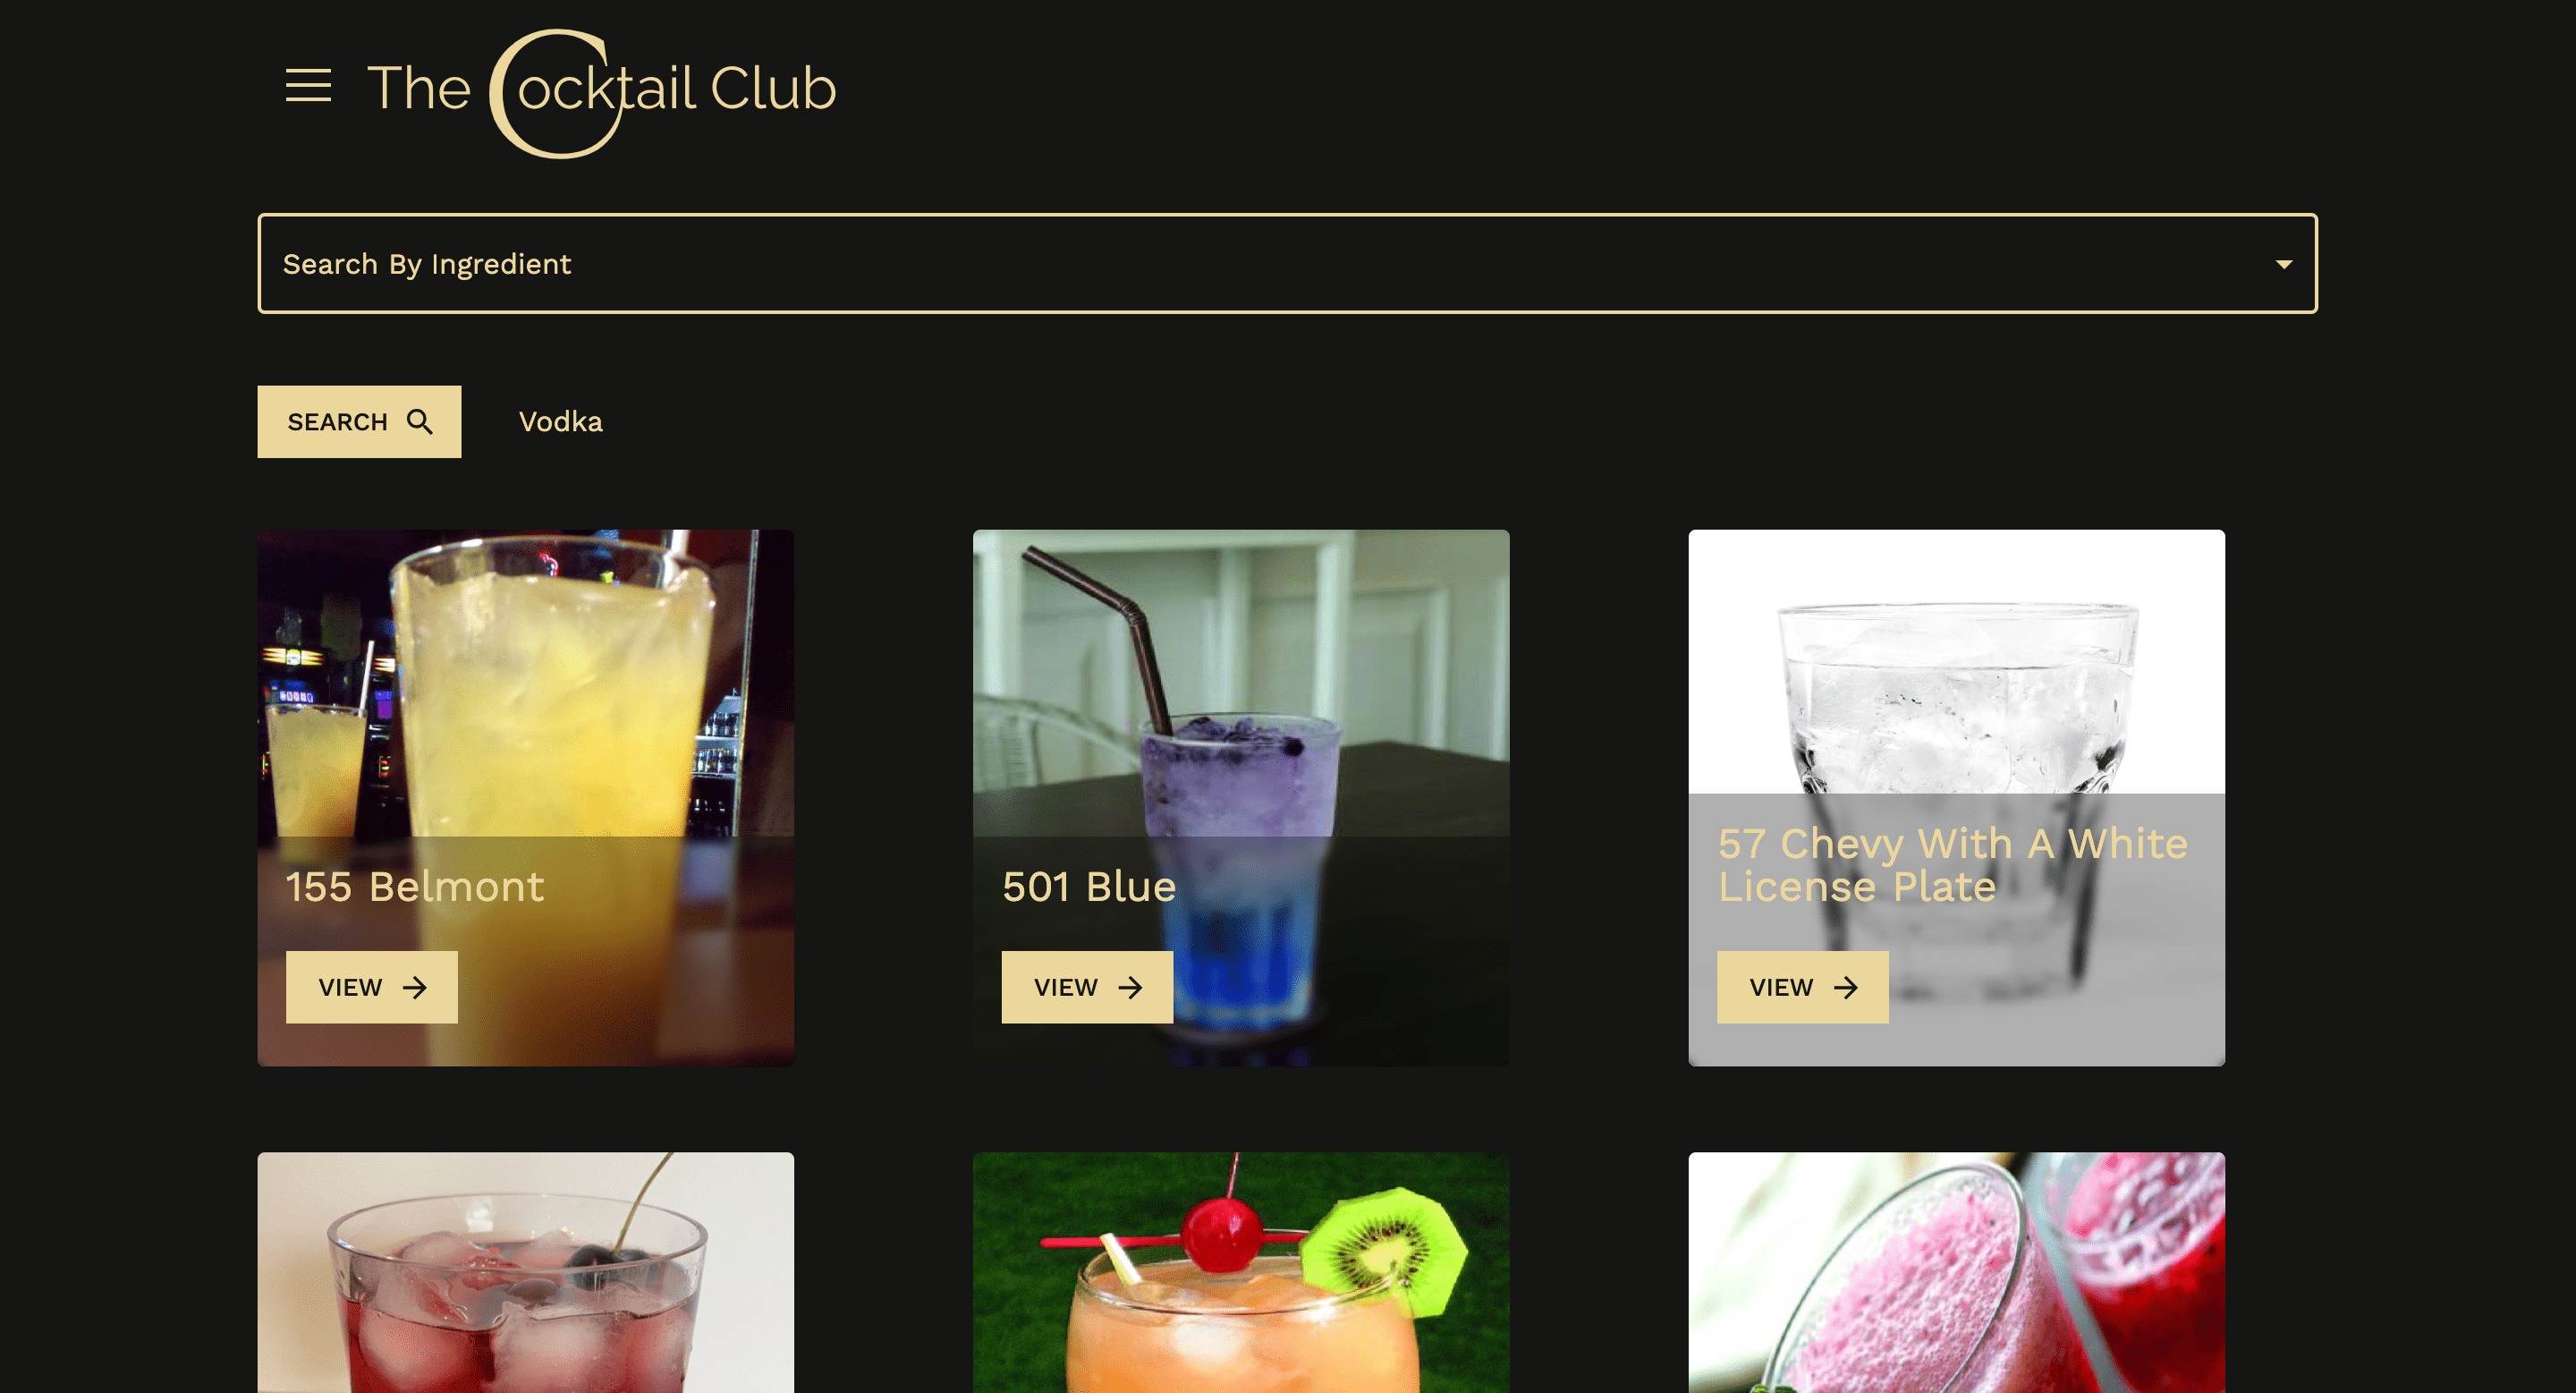 The Cocktail Club
Search By Ingredient
SEARCH
Vodka
155 Belmont
VIEW
501 Blue
VIEW
57 Chevy With A White
License Plate
VIEW